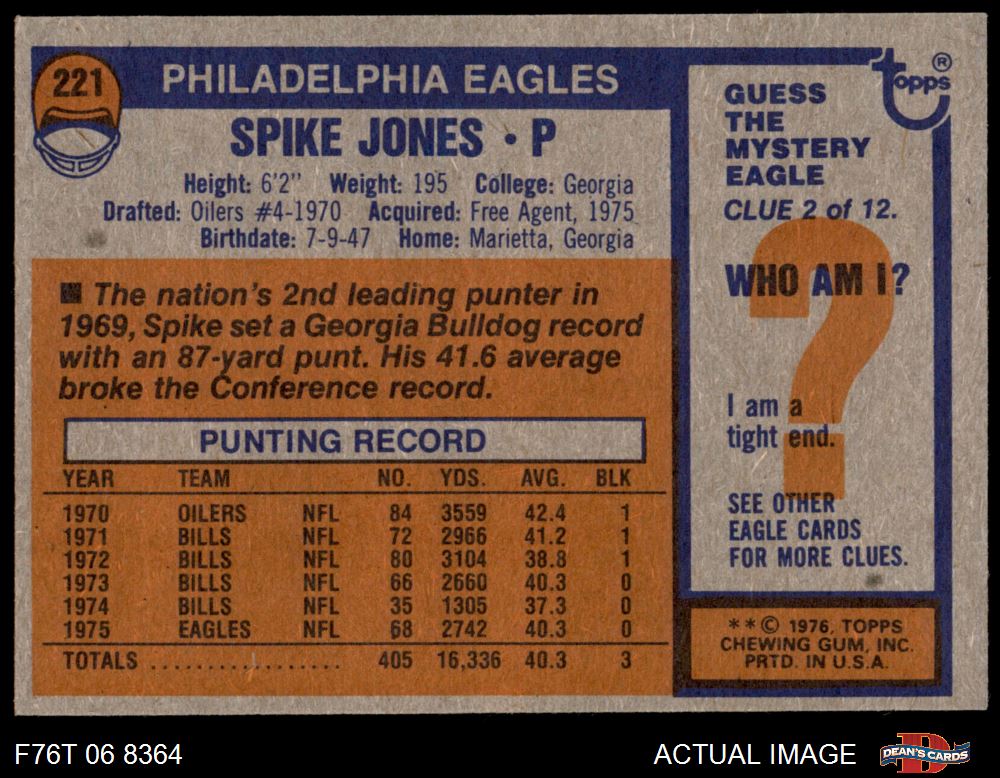 221
PHILADELPHIA EAGLES
SPIKE JONES • P
Height: 6'2" Weight: 195 College: Georgia
Drafted: Oilers #4-1970 Acquired: Free Agent, 1975
Birthdate: 7-9-47 Home: Marietta, Georgia
■ The nation's 2nd leading punter in
1969, Spike set a Georgia Bulldog record
with an 87-yard punt. His 41.6 average
broke the Conference record.
PUNTING RECORD
YEAR TEAM NO. YDS. AVG. BLK
1970 OILERS NFL 84 3559 42.4 1
1971 BILLS NFL 72 2966 41.2 1
1972 BILLS NFL 80 3104 38.8 1
1973 BILLS NFL 66 2660 40.3 0
1974 BILLS NFL 35 1305 37.3 0
1975 EAGLES NFL 68 2742 40.3 0
TOTALS ................. 405 16,336 40.3 3
topps ®
GUESS
THE
MYSTERY
EAGLE
CLUE 2 of 12.
?
WHO AM I?
I am a
tight end.
SEE OTHER
EAGLE CARDS
FOR MORE CLUES.
**© 1976, TOPPS
CHEWING GUM, INC.
PRTD. IN U.S.A.
F76T 06 8364
ACTUAL IMAGE
D
DEAN'S CARDS